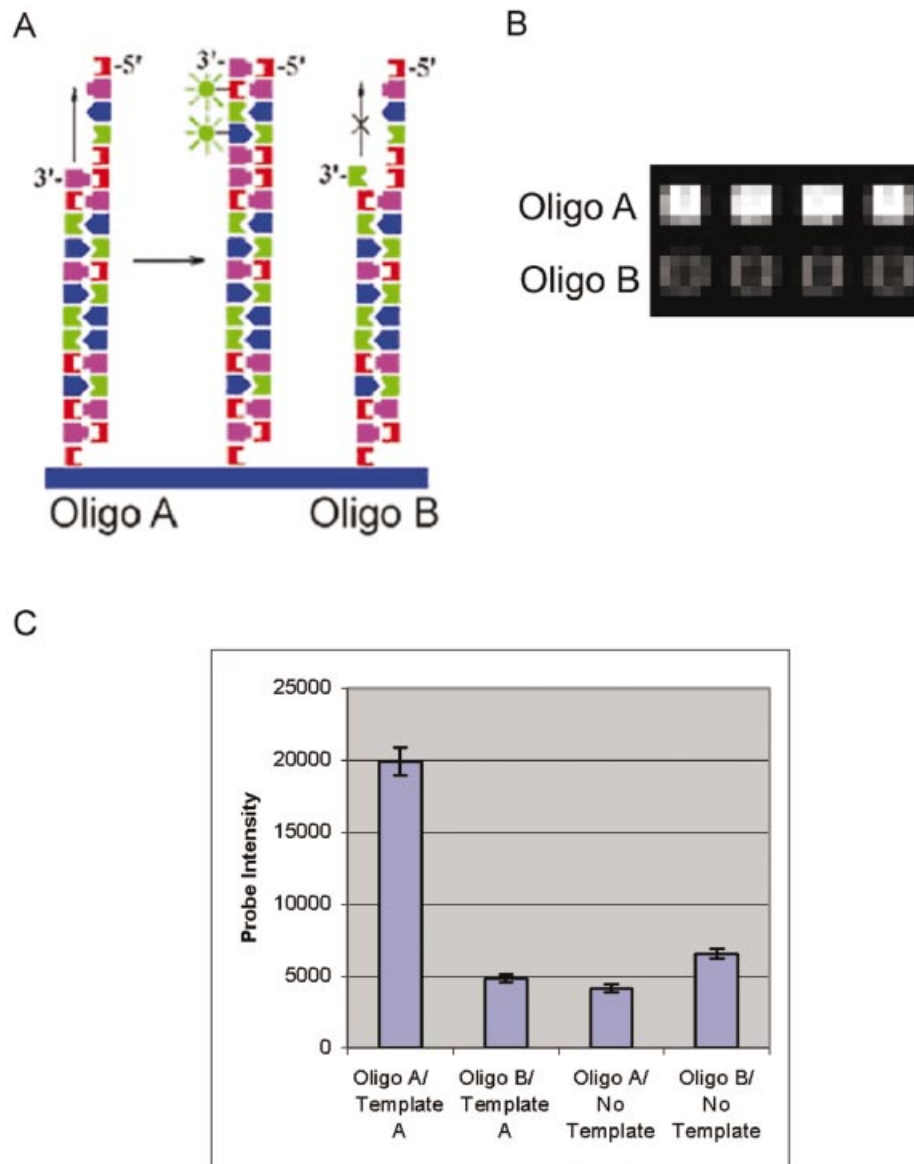 A
B
3'-
-5'
3'-
-5'
-5'
3'-
Oligo A
Oligo B
Oligo A
Oligo B
C
25000
20000
15000
10000
5000
0
Probe Intensity
Oligo A/
Template
A
Oligo B/
Template
A
Oligo A/
No
Template
Oligo B/
No
Template